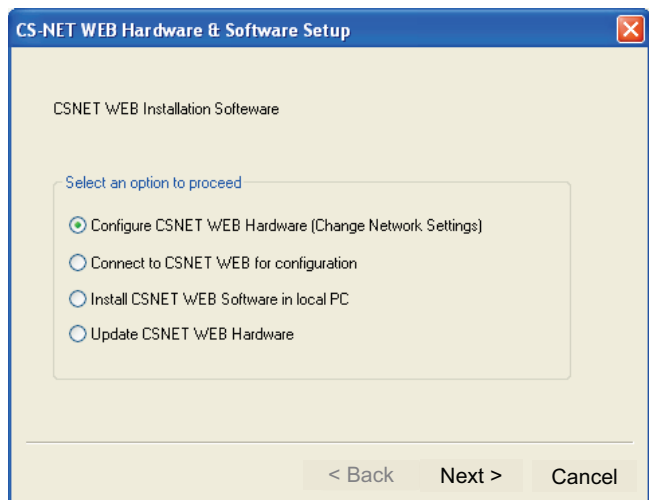 CS-NET WEB Hardware & Software Setup
CSNET WEB Installation Softeware
Select an option to proceed
Configure CSNET WEB Hardware (Change Network Settings)
Connect to CSNET WEB for configuration
Install CSNET WEB Software in local PC
Update CSNET WEB Hardware
< Back Next > Cancel